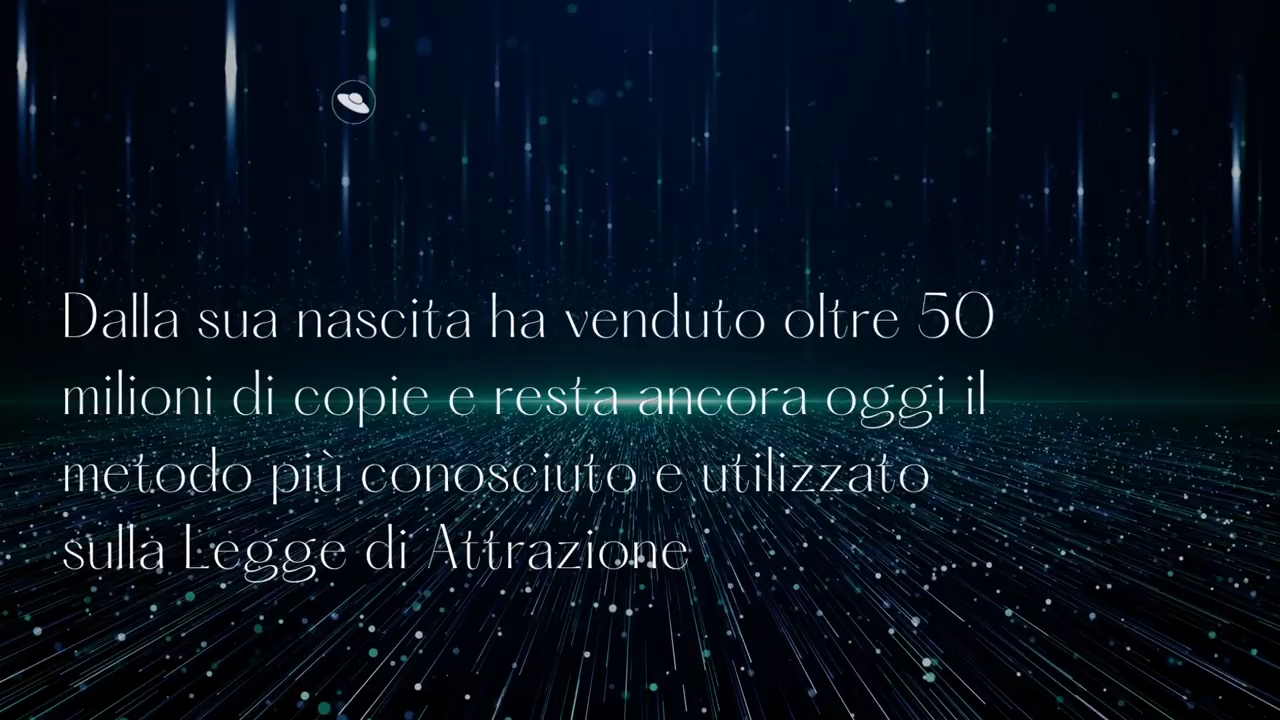 Dalla sua nascita ha venduto oltre 50
milioni di copie e resta ancora oggi il
metodo più conosciuto e utilizzato
sulla Legge di Attrazione